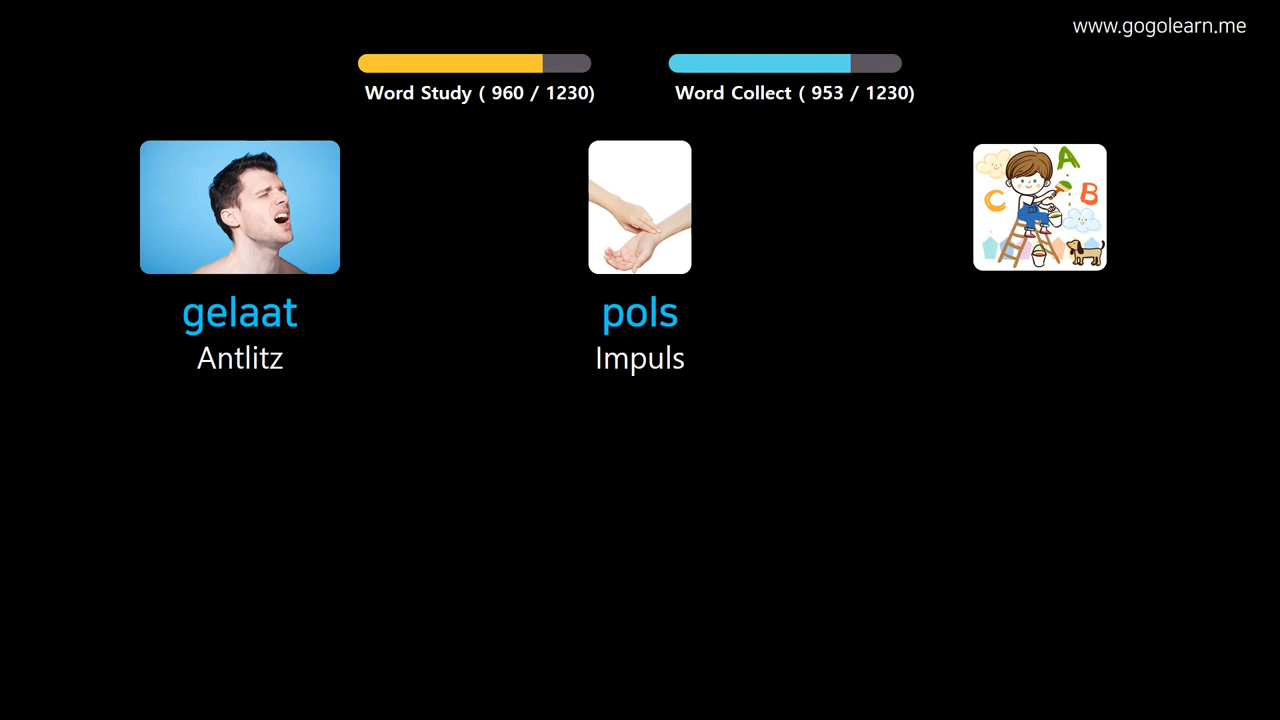 www.gogolearn.me
Word Study ( 960 / 1230)
Word Collect ( 953 / 1230)
A
B
C
gelaat
pols
Antlitz
Impuls